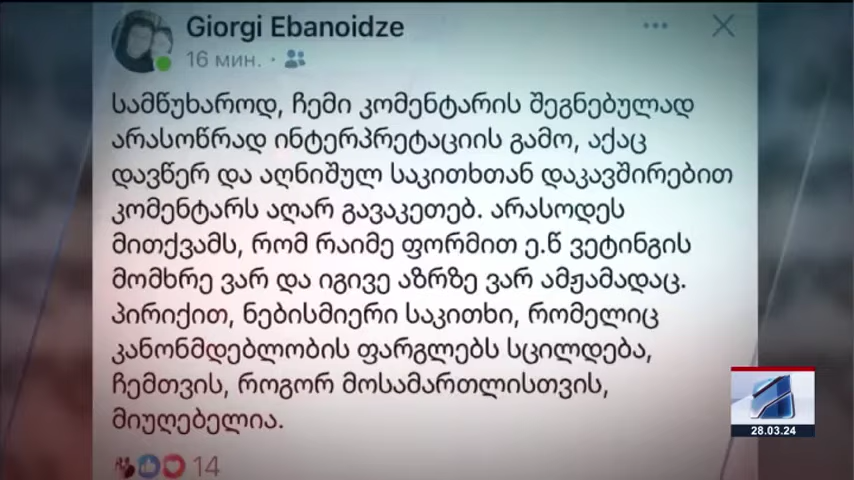 Giorgi Ebanoidze
16 мин.
სამწუხაროდ, ჩემი კომენტარის შეგნებულად
არასოწრად ინტერპრეტაციის გამო, აქაც
დავწერ და აღნიშულ საკითხთან დაკავშირებით
კომენტარს აღარ გავაკეთებ. არასოდეს
მითქვამს, რომ რაიმე ფორმით ე.წ ვეტინგის
მომხრე ვარ და იგივე აზრზე ვარ ამჟამადაც.
პირიქით, ნებისმიერი საკითხი, რომელიც
კანონმდებლობის ფარგლებს სცილდება,
ჩემთვის, როგორ მოსამართლისთვის,
მიუღებელია.
14
28.03.24